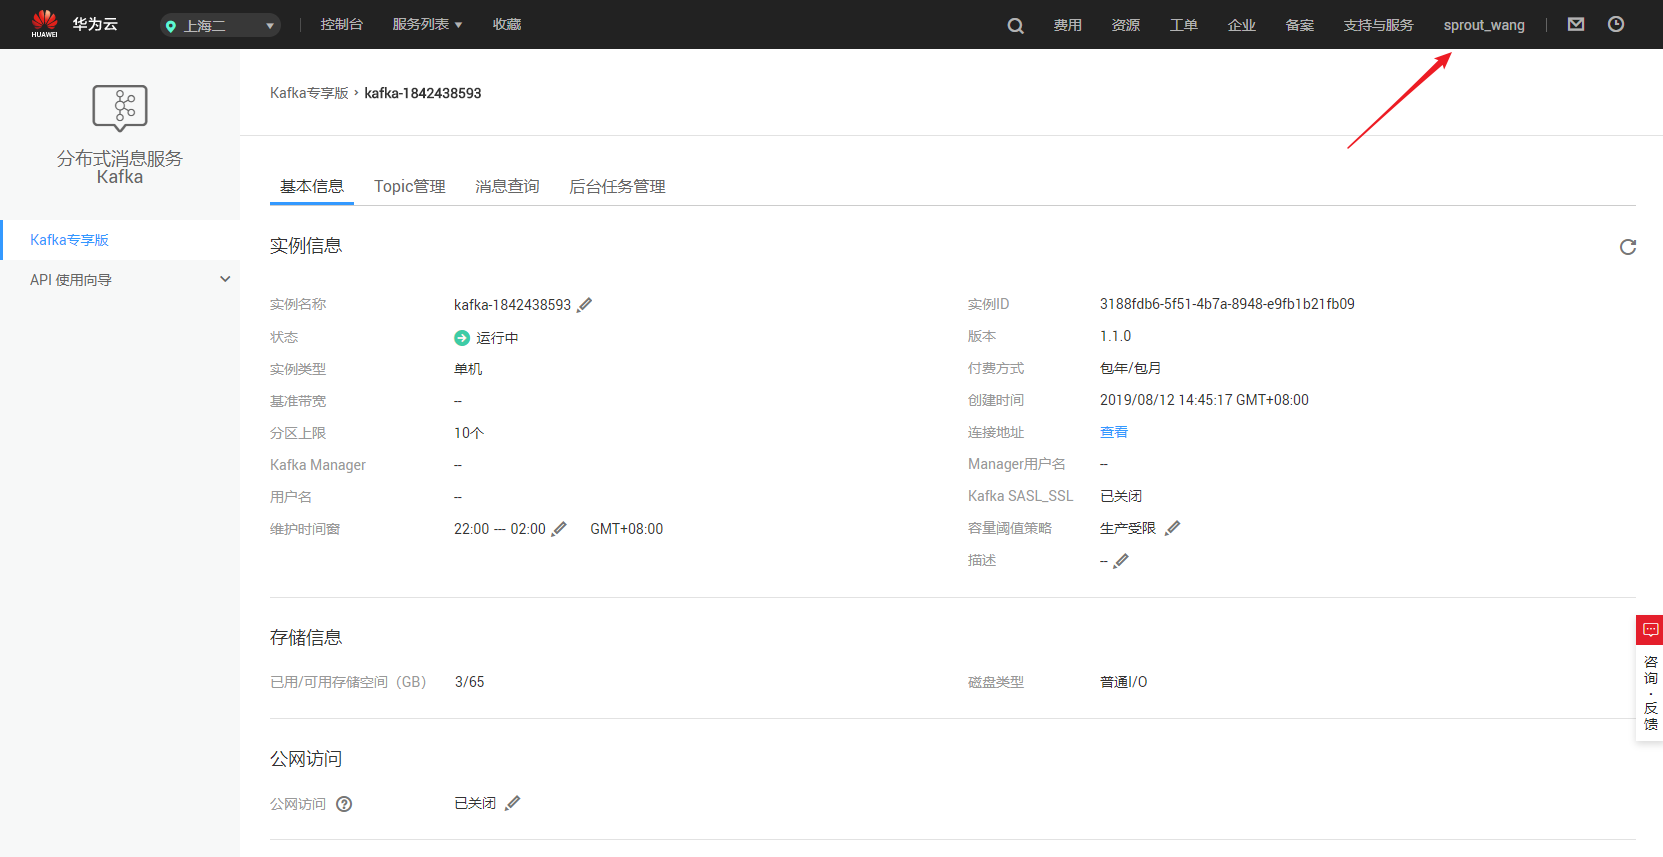 HUAWEI
华为云
上海二
控制台
服务列表
收藏
费用
资源
工单
企业
备案
支持与服务
sprout_wang
分布式消息服务
Kafka
Kafka专享版
API 使用向导
Kafka专享版 › kafka-1842438593
基本信息
Topic管理
消息查询
后台任务管理
实例信息
实例名称 kafka-1842438593
状态 运行中
实例类型 单机
基准带宽 --
分区上限 10个
Kafka Manager --
用户名 --
维护时间窗 22:00 --- 02:00 GMT+08:00
实例ID 3188fdb6-5f51-4b7a-8948-e9fb1b21fb09
版本 1.1.0
付费方式 包年/包月
创建时间 2019/08/12 14:45:17 GMT+08:00
连接地址 查看
Manager用户名 --
Kafka SASL_SSL 已关闭
容量阈值策略 生产受限
描述 --
存储信息
已用/可用存储空间（GB） 3/65
磁盘类型 普通I/O
公网访问
公网访问 ? 已关闭
咨询·反馈